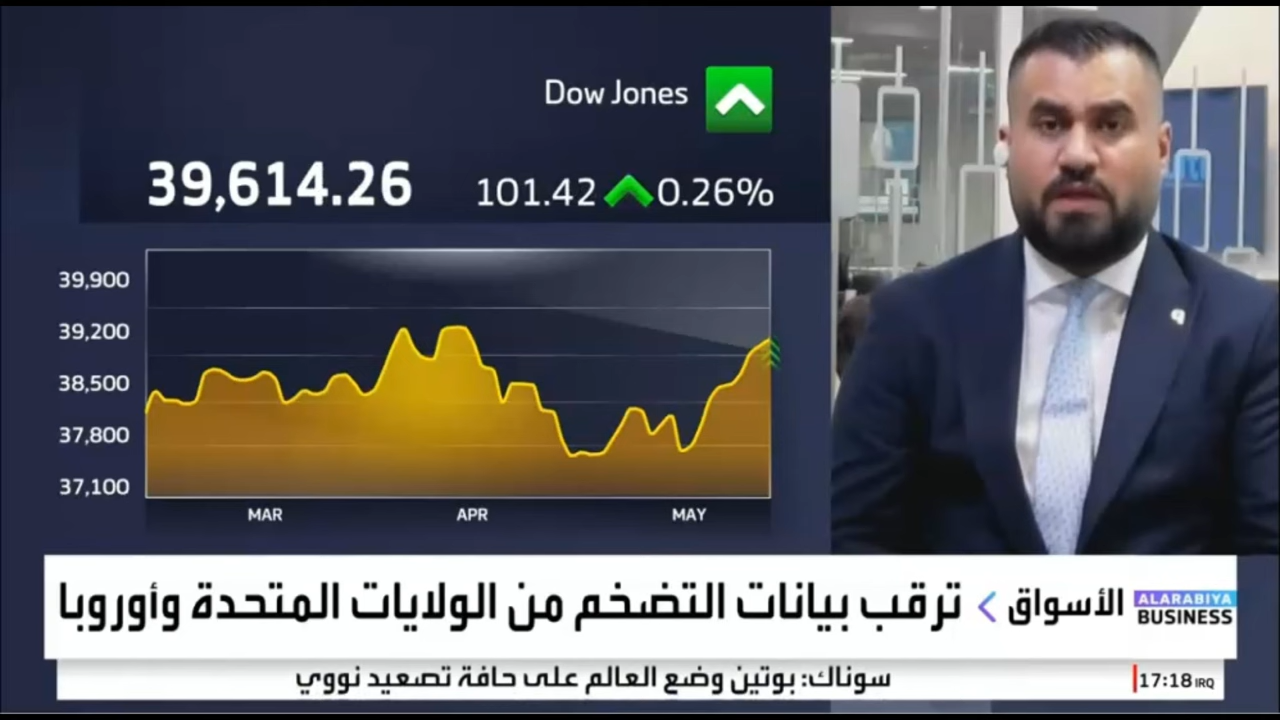 Dow Jones
39,614.26
101.42 0.26%
39,900
39,200
38,500
37,800
37,100
MAR APR MAY
ALARABIYA BUSINESS
الأسواق
ترقب بيانات التضخم من الولايات المتحدة وأوروبا
17:18 IRQ
سوناك: بوتين وضع العالم على حافة تصعيد نووي